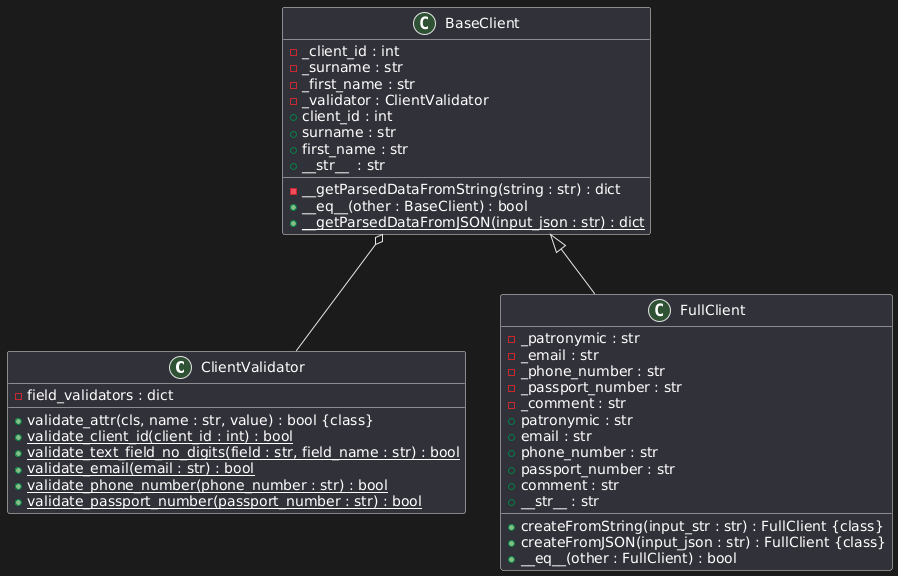 C BaseClient
_client_id : int
_surname : str
_first_name : str
_validator : ClientValidator
client_id : int
surname : str
first_name : str
__str__ : str
__getParsedDataFromString(string : str) : dict
__eq__(other : BaseClient) : bool
__getParsedDataFromJSON(input_json : str) : dict
C ClientValidator
field_validators : dict
validate_attr(cls, name : str, value) : bool {class}
validate_client_id(client_id : int) : bool
validate_text_field_no_digits(field : str, field_name : str) : bool
validate_email(email : str) : bool
validate_phone_number(phone_number : str) : bool
validate_passport_number(passport_number : str) : bool
C FullClient
_patronymic : str
_email : str
_phone_number : str
_passport_number : str
_comment : str
patronymic : str
email : str
phone_number : str
passport_number : str
comment : str
__str__ : str
createFromString(input_str : str) : FullClient {class}
createFromJSON(input_json : str) : FullClient {class}
__eq__(other : FullClient) : bool